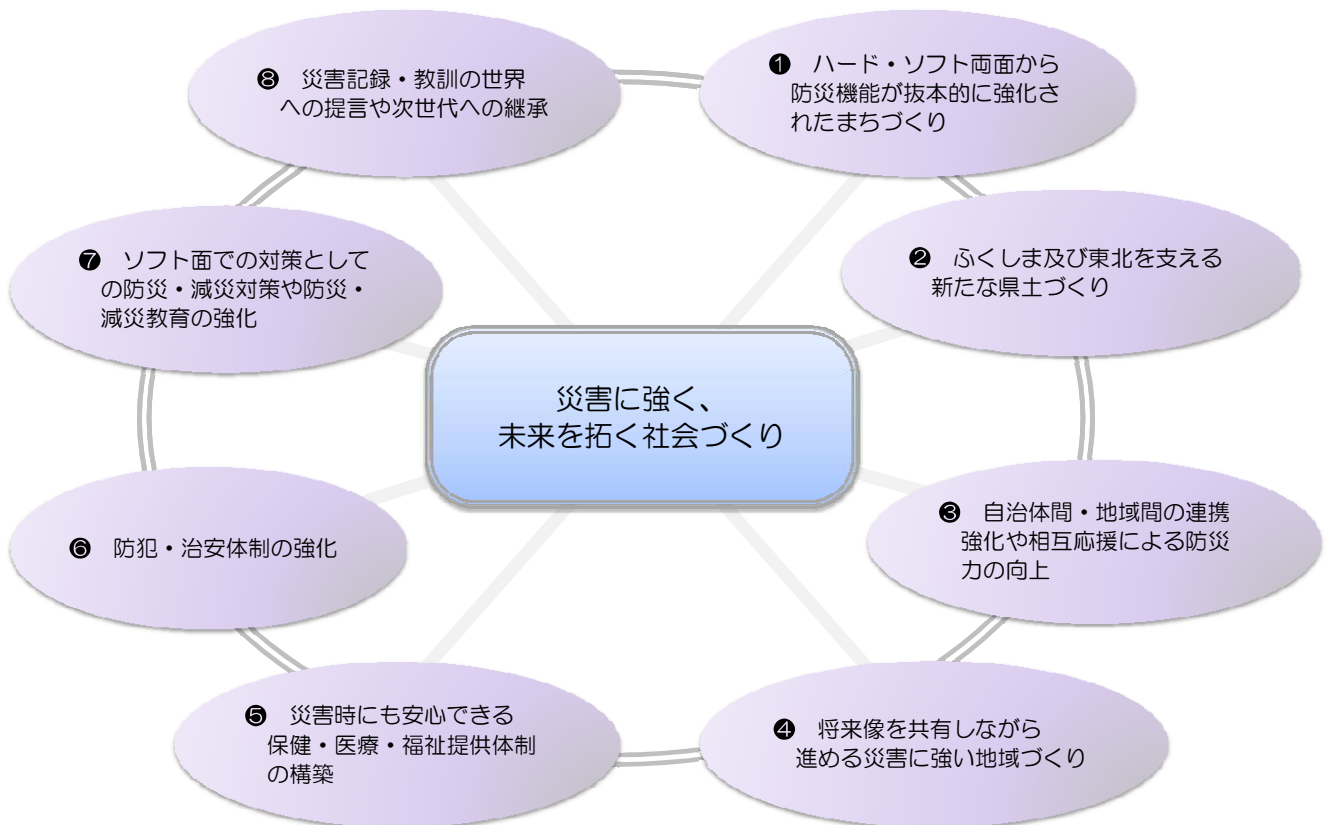 ❽ 災害記録・教訓の世界
への提言や次世代への継承
❶ ハード・ソフト両面から
防災機能が抜本的に強化さ
れたまちづくり
❼ ソフト面での対策として
の防災・減災対策や防災・
減災教育の強化
❷ ふくしま及び東北を支える
新たな県土づくり
災害に強く、
未来を拓く社会づくり
❻ 防犯・治安体制の強化
❸ 自治体間・地域間の連携
強化や相互応援による防災
力の向上
❺ 災害時にも安心できる
保健・医療・福祉提供体制
の構築
❹ 将来像を共有しながら
進める災害に強い地域づくり